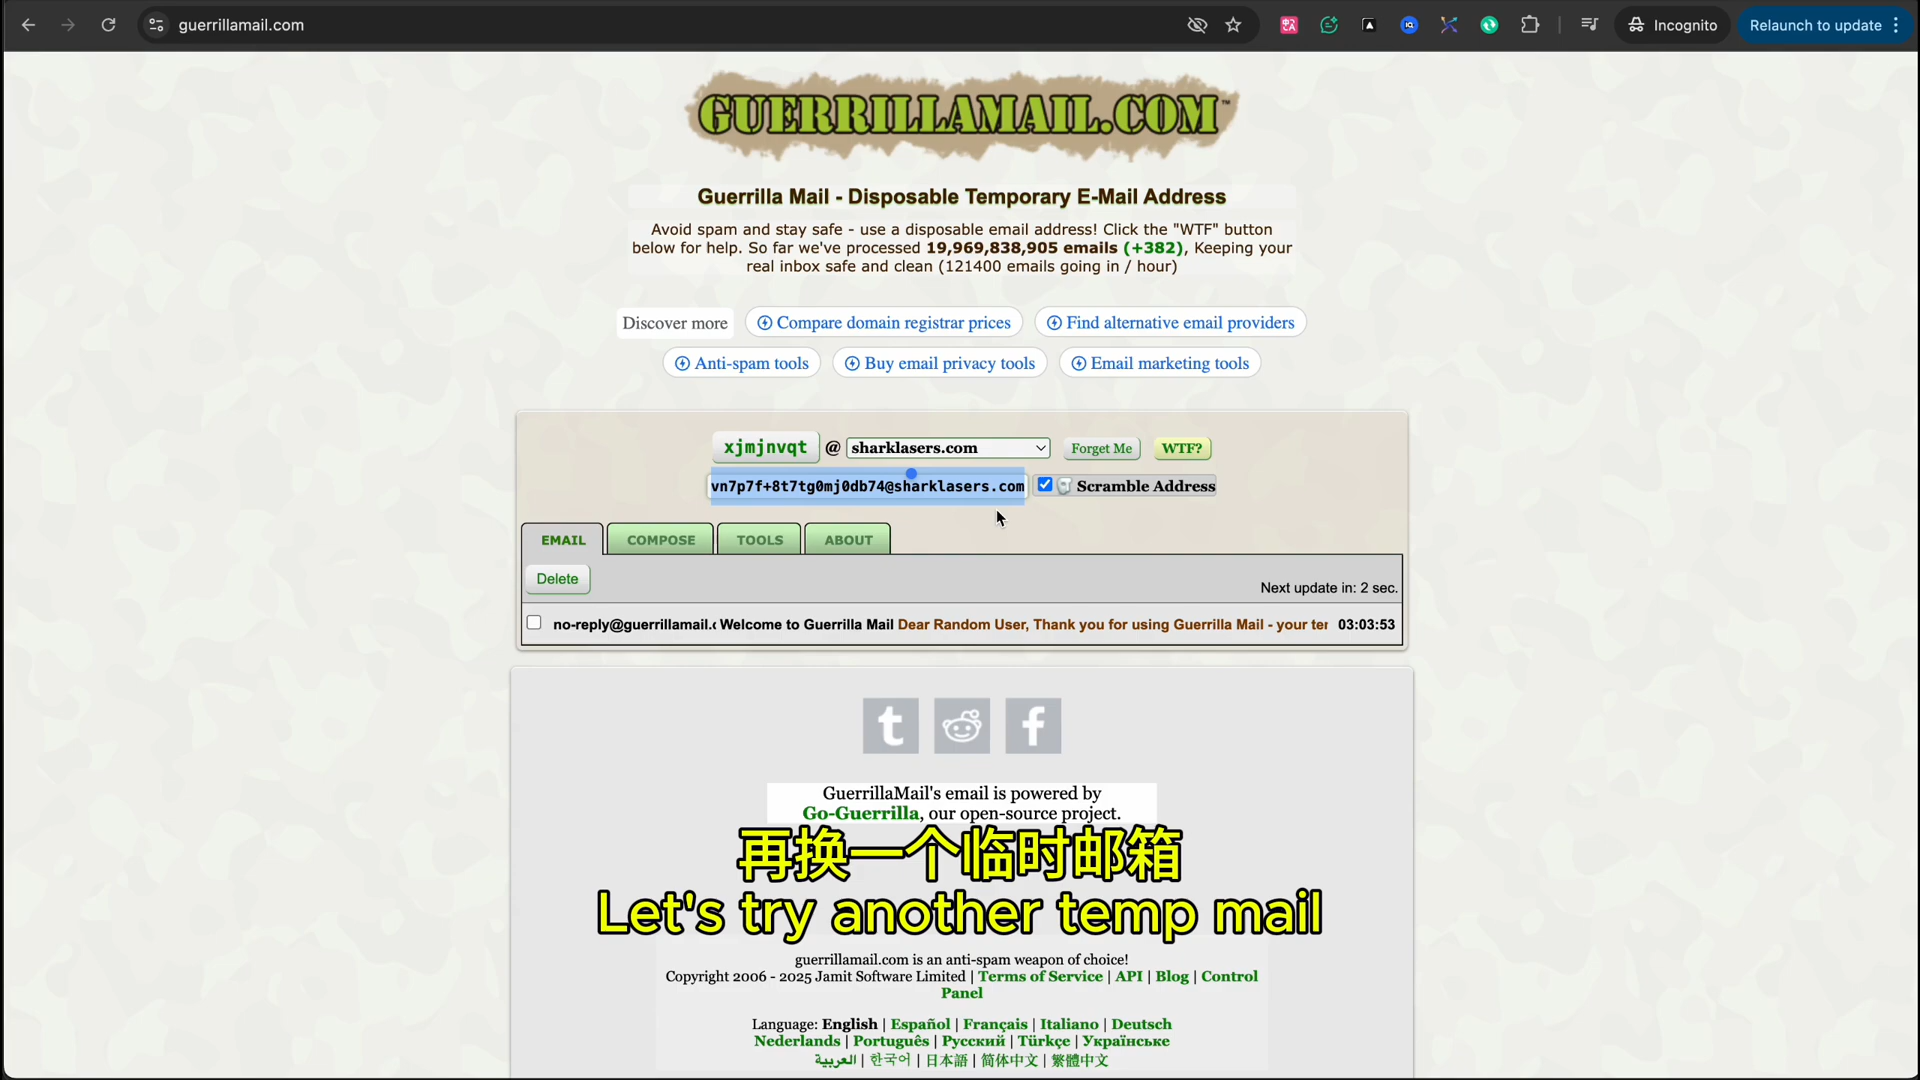 guerrillamail.com
Incognito
Relaunch to update
GUERRILLAMAIL.COM™
Guerrilla Mail - Disposable Temporary E-Mail Address
Avoid spam and stay safe - use a disposable email address! Click the "WTF" button
below for help. So far we've processed 19,969,838,905 emails (+382), Keeping your
real inbox safe and clean (121400 emails going in / hour)
Discover more
Compare domain registrar prices
Find alternative email providers
Anti-spam tools
Buy email privacy tools
Email marketing tools
xjmjnvqt @ sharklasers.com Forget Me WTF?
vn7p7f+8t7tg0mj0db74@sharklasers.com Scramble Address
EMAIL COMPOSE TOOLS ABOUT
Delete
Next update in: 2 sec.
no-reply@guerrillamail.c Welcome to Guerrilla Mail Dear Random User, Thank you for using Guerrilla Mail - your ter 03:03:53
GuerrillaMail's email is powered by
Go-Guerrilla, our open-source project.
再换一个临时邮箱
Let's try another temp mail
guerrillamail.com is an anti-spam weapon of choice!
Copyright 2006 - 2025 Jamit Software Limited | Terms of Service | API | Blog | Control
Panel
Language: English | Español | Français | Italiano | Deutsch
Nederlands | Português | Русский | Türkçe | Українське
العربية | 한국어 | 日本語 | 简体中文 | 繁體中文